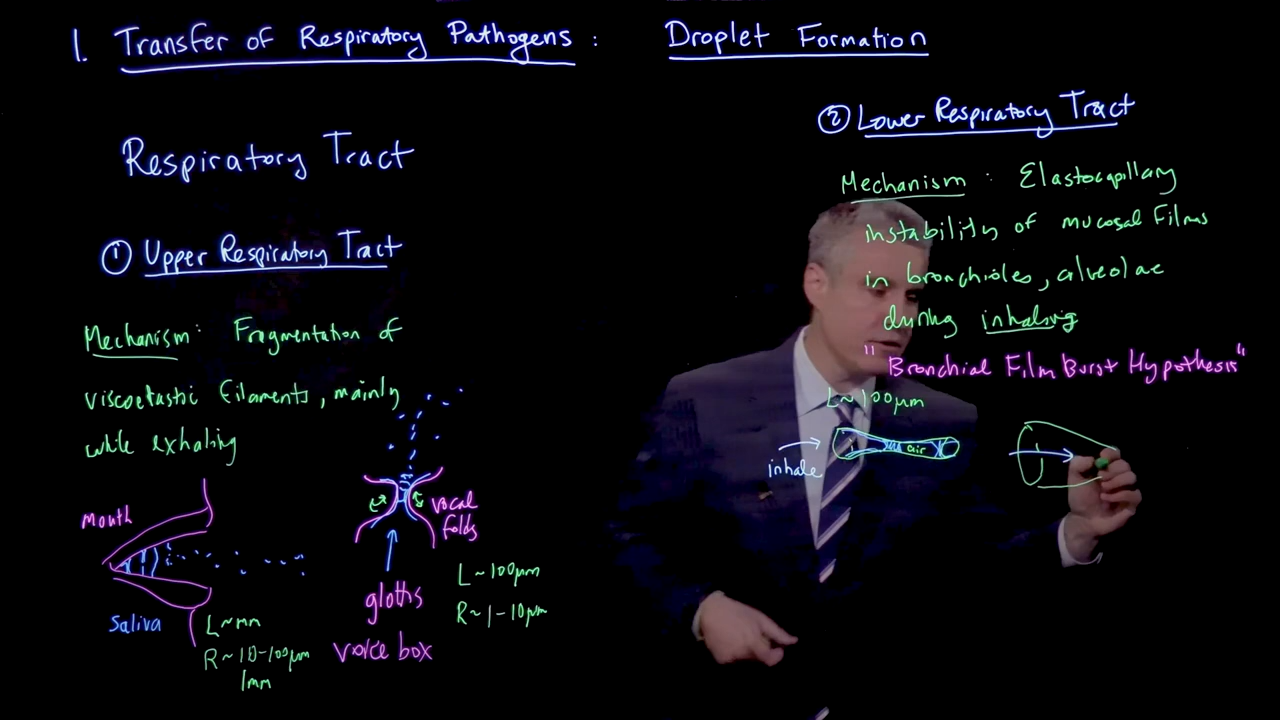 1. Transfer of Respiratory Pathogens : Droplet Formation
Respiratory Tract
① Upper Respiratory Tract
Mechanism: Fragmentation of
viscoelastic filaments, mainly
while exhaling
Mouth
Saliva
L~mm
R~10-100μm
1mm
vocal
folds
glottis
voice box
L~100μm
R~1-10μm
② Lower Respiratory Tract
Mechanism : Elastocapillary
instability of mucosal films
in bronchioles, alveolae
during inhaling
"Bronchial Film Burst Hypothesis"
L~100μm
inhale
air